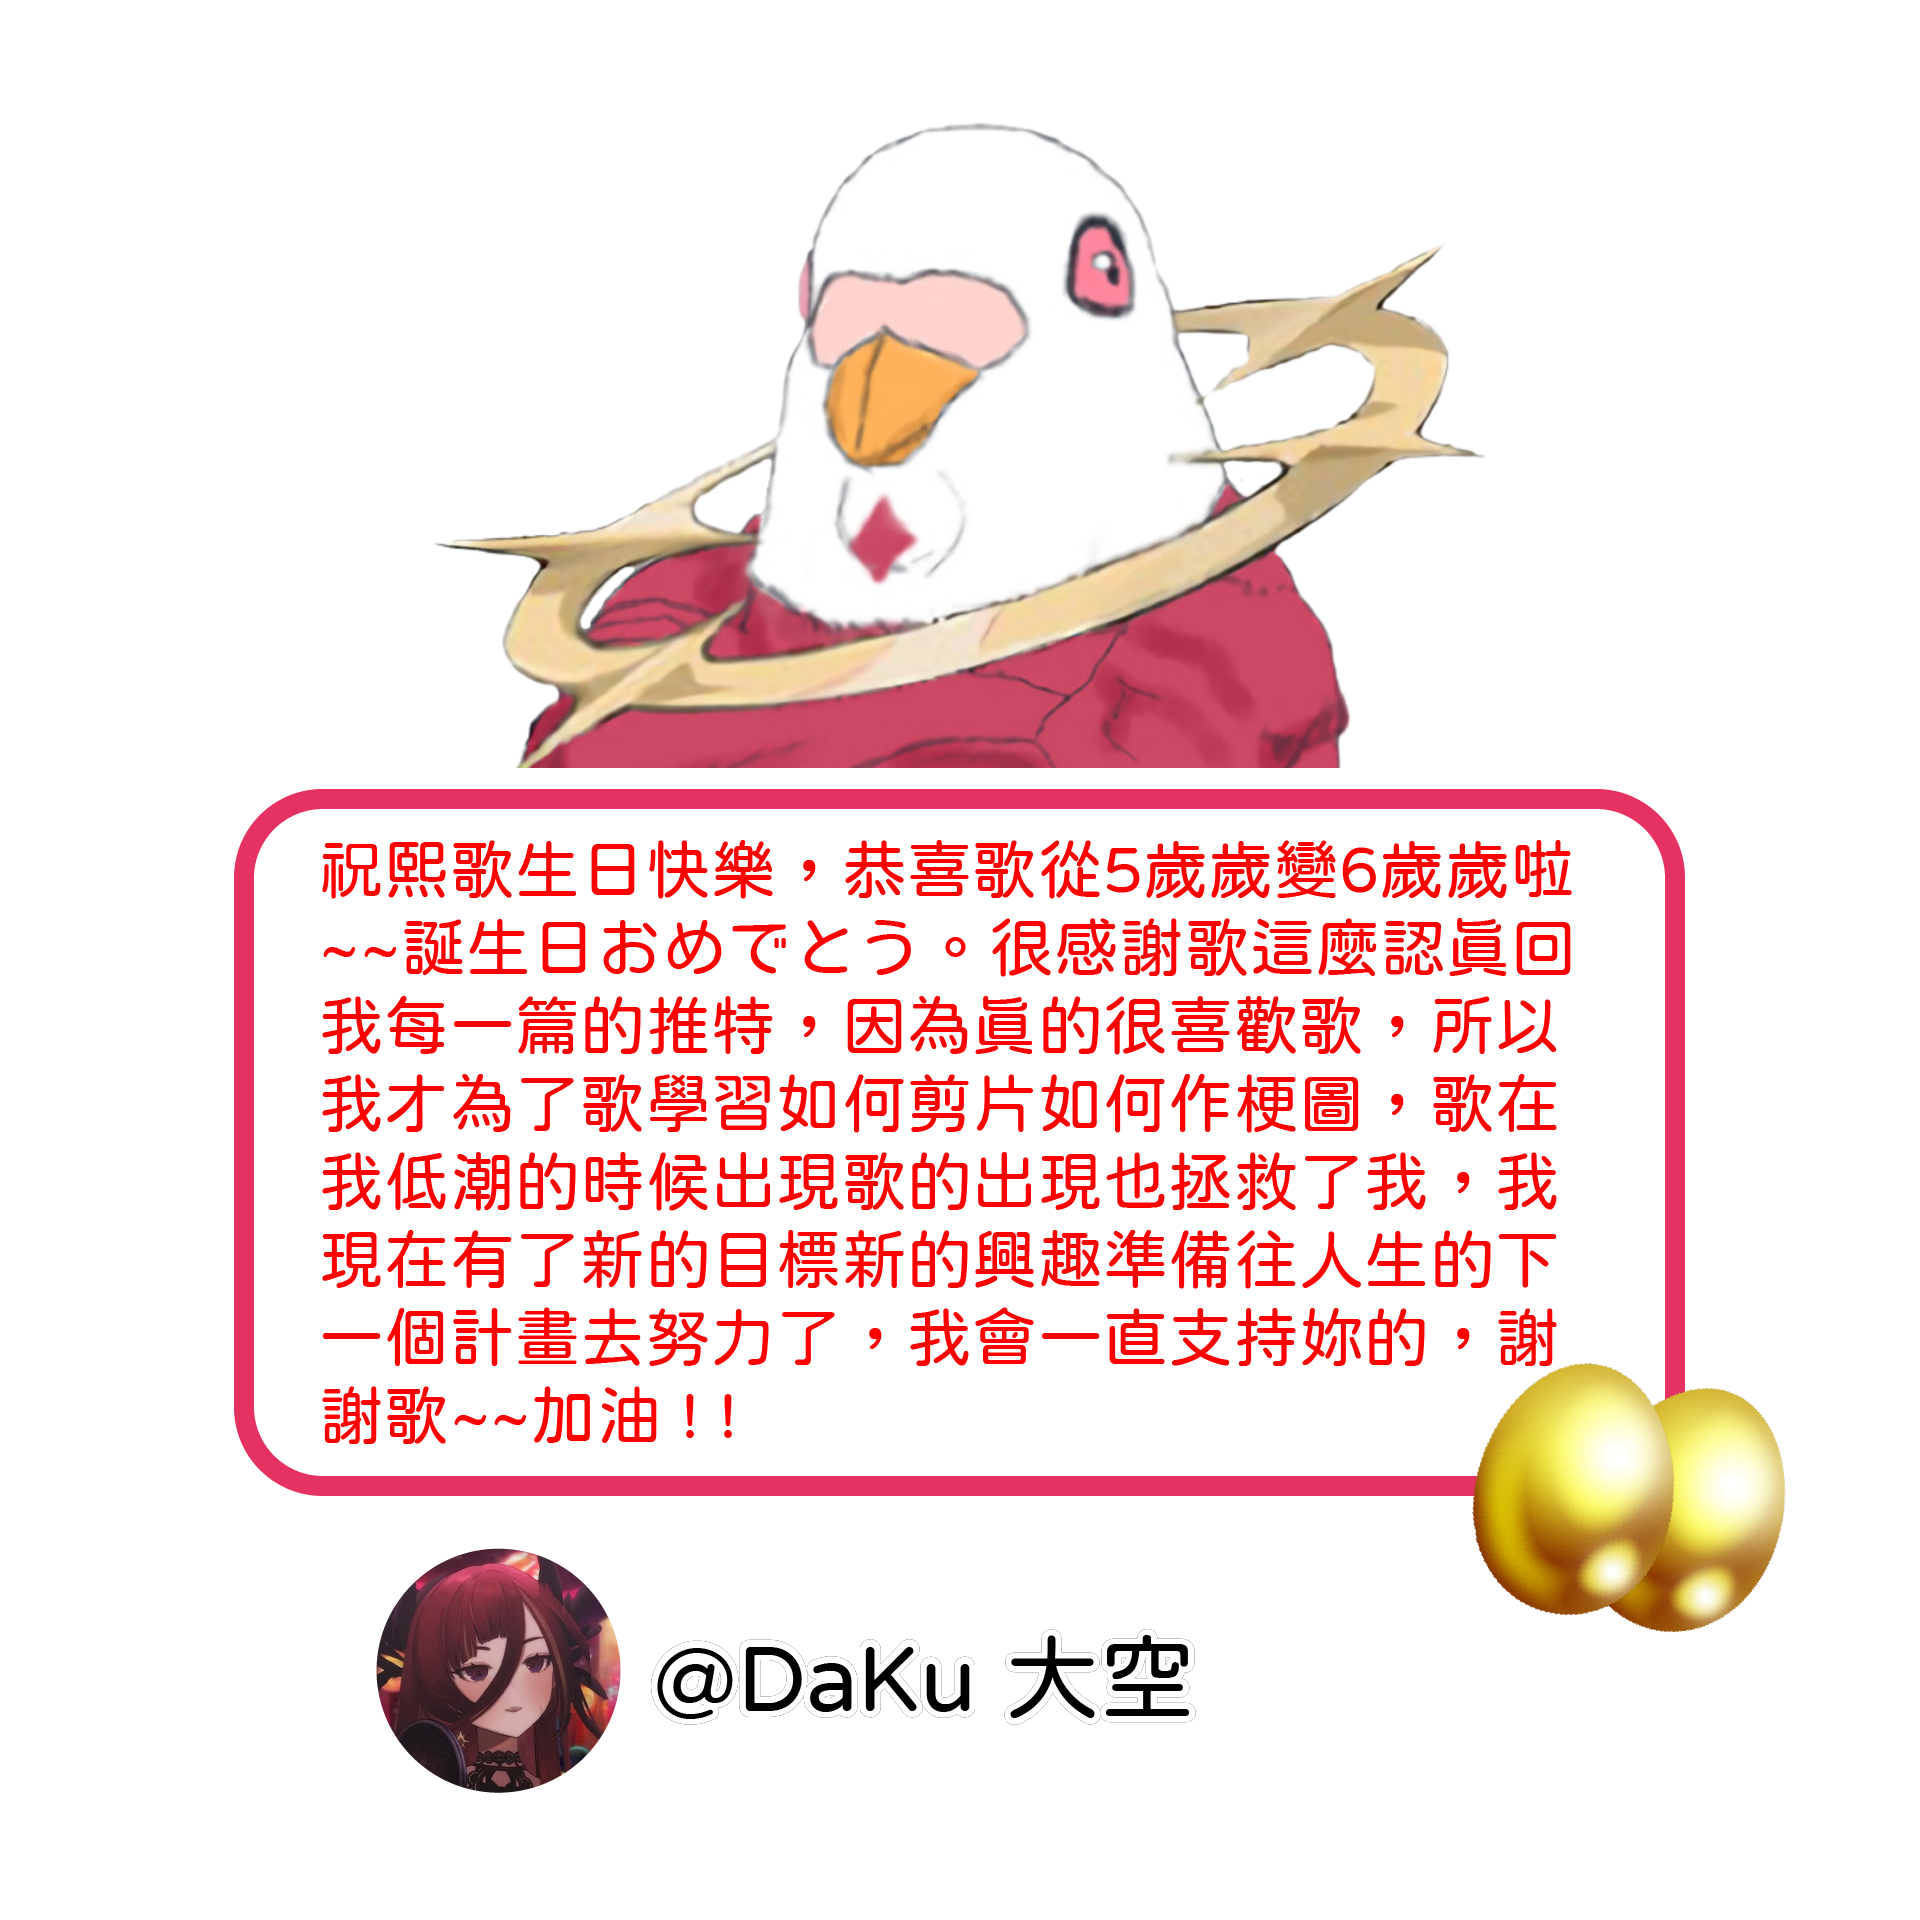 祝熙歌生日快樂，恭喜歌從5歲歲變6歲歲啦
~~誕生日おめでとう。很感謝歌這麼認眞回
我每一篇的推特，因為眞的很喜歡歌，所以
我才為了歌學習如何剪片如何作梗圖，歌在
我低潮的時候出現歌的出現也拯救了我，我
現在有了新的目標新的興趣準備往人生的下
一個計畫去努力了，我會一直支持妳的，謝
謝歌~~加油！!
@DaKu 大空